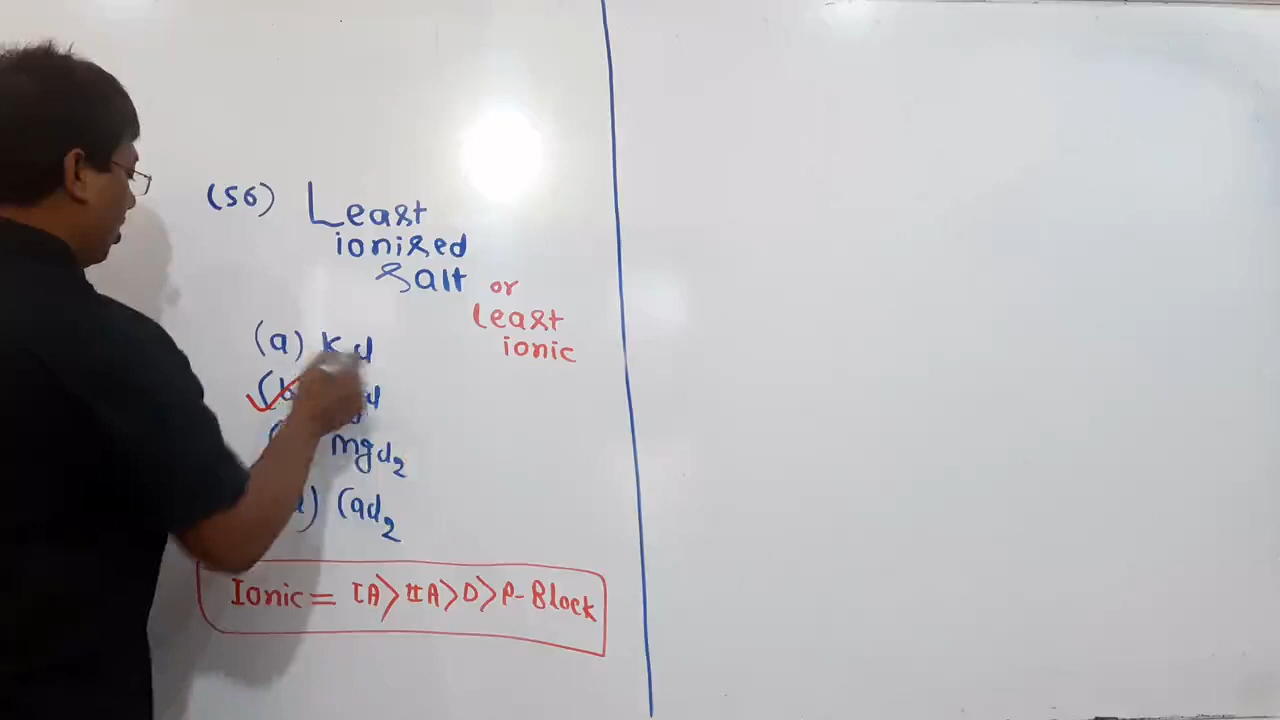 (56) Least
ionized
salt or
Least
ionic
(a) KCl
mgCl2
CaCl2
Ionic = IA > IIA > D > P-Block